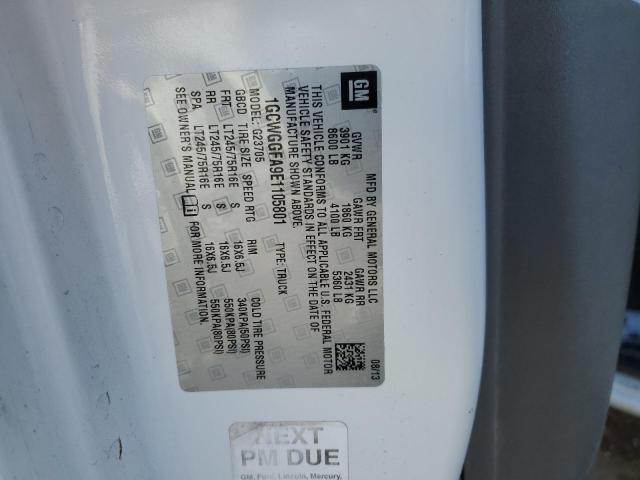 GM
MFD BY GENERAL MOTORS LLC
08/13
GVWR GAWR FRT GAWR RR
3901 KG 1860 KG 2431 KG
8600 LB 4100 LB 5360 LB
THIS VEHICLE CONFORMS TO ALL APPLICABLE U.S. FEDERAL MOTOR
VEHICLE SAFETY STANDARDS IN EFFECT ON THE DATE OF
MANUFACTURE SHOWN ABOVE.
1GCWGGFA9E1105801 TYPE: TRUCK
MODEL: G23705
GBCD TIRE SIZE SPEED RTG RIM COLD TIRE PRESSURE
FRT LT245/75R16E S 16X6.5J 340KPA(50PSI)
RR LT245/75R16E S 16X6.5J 550KPA(80PSI)
SPA LT245/75R16E S 16X6.5J 550KPA(80PSI)
SEE OWNER'S MANUAL FOR MORE INFORMATION.
NEXT
PM DUE
GM, Ford, Lincoln, Mercury,